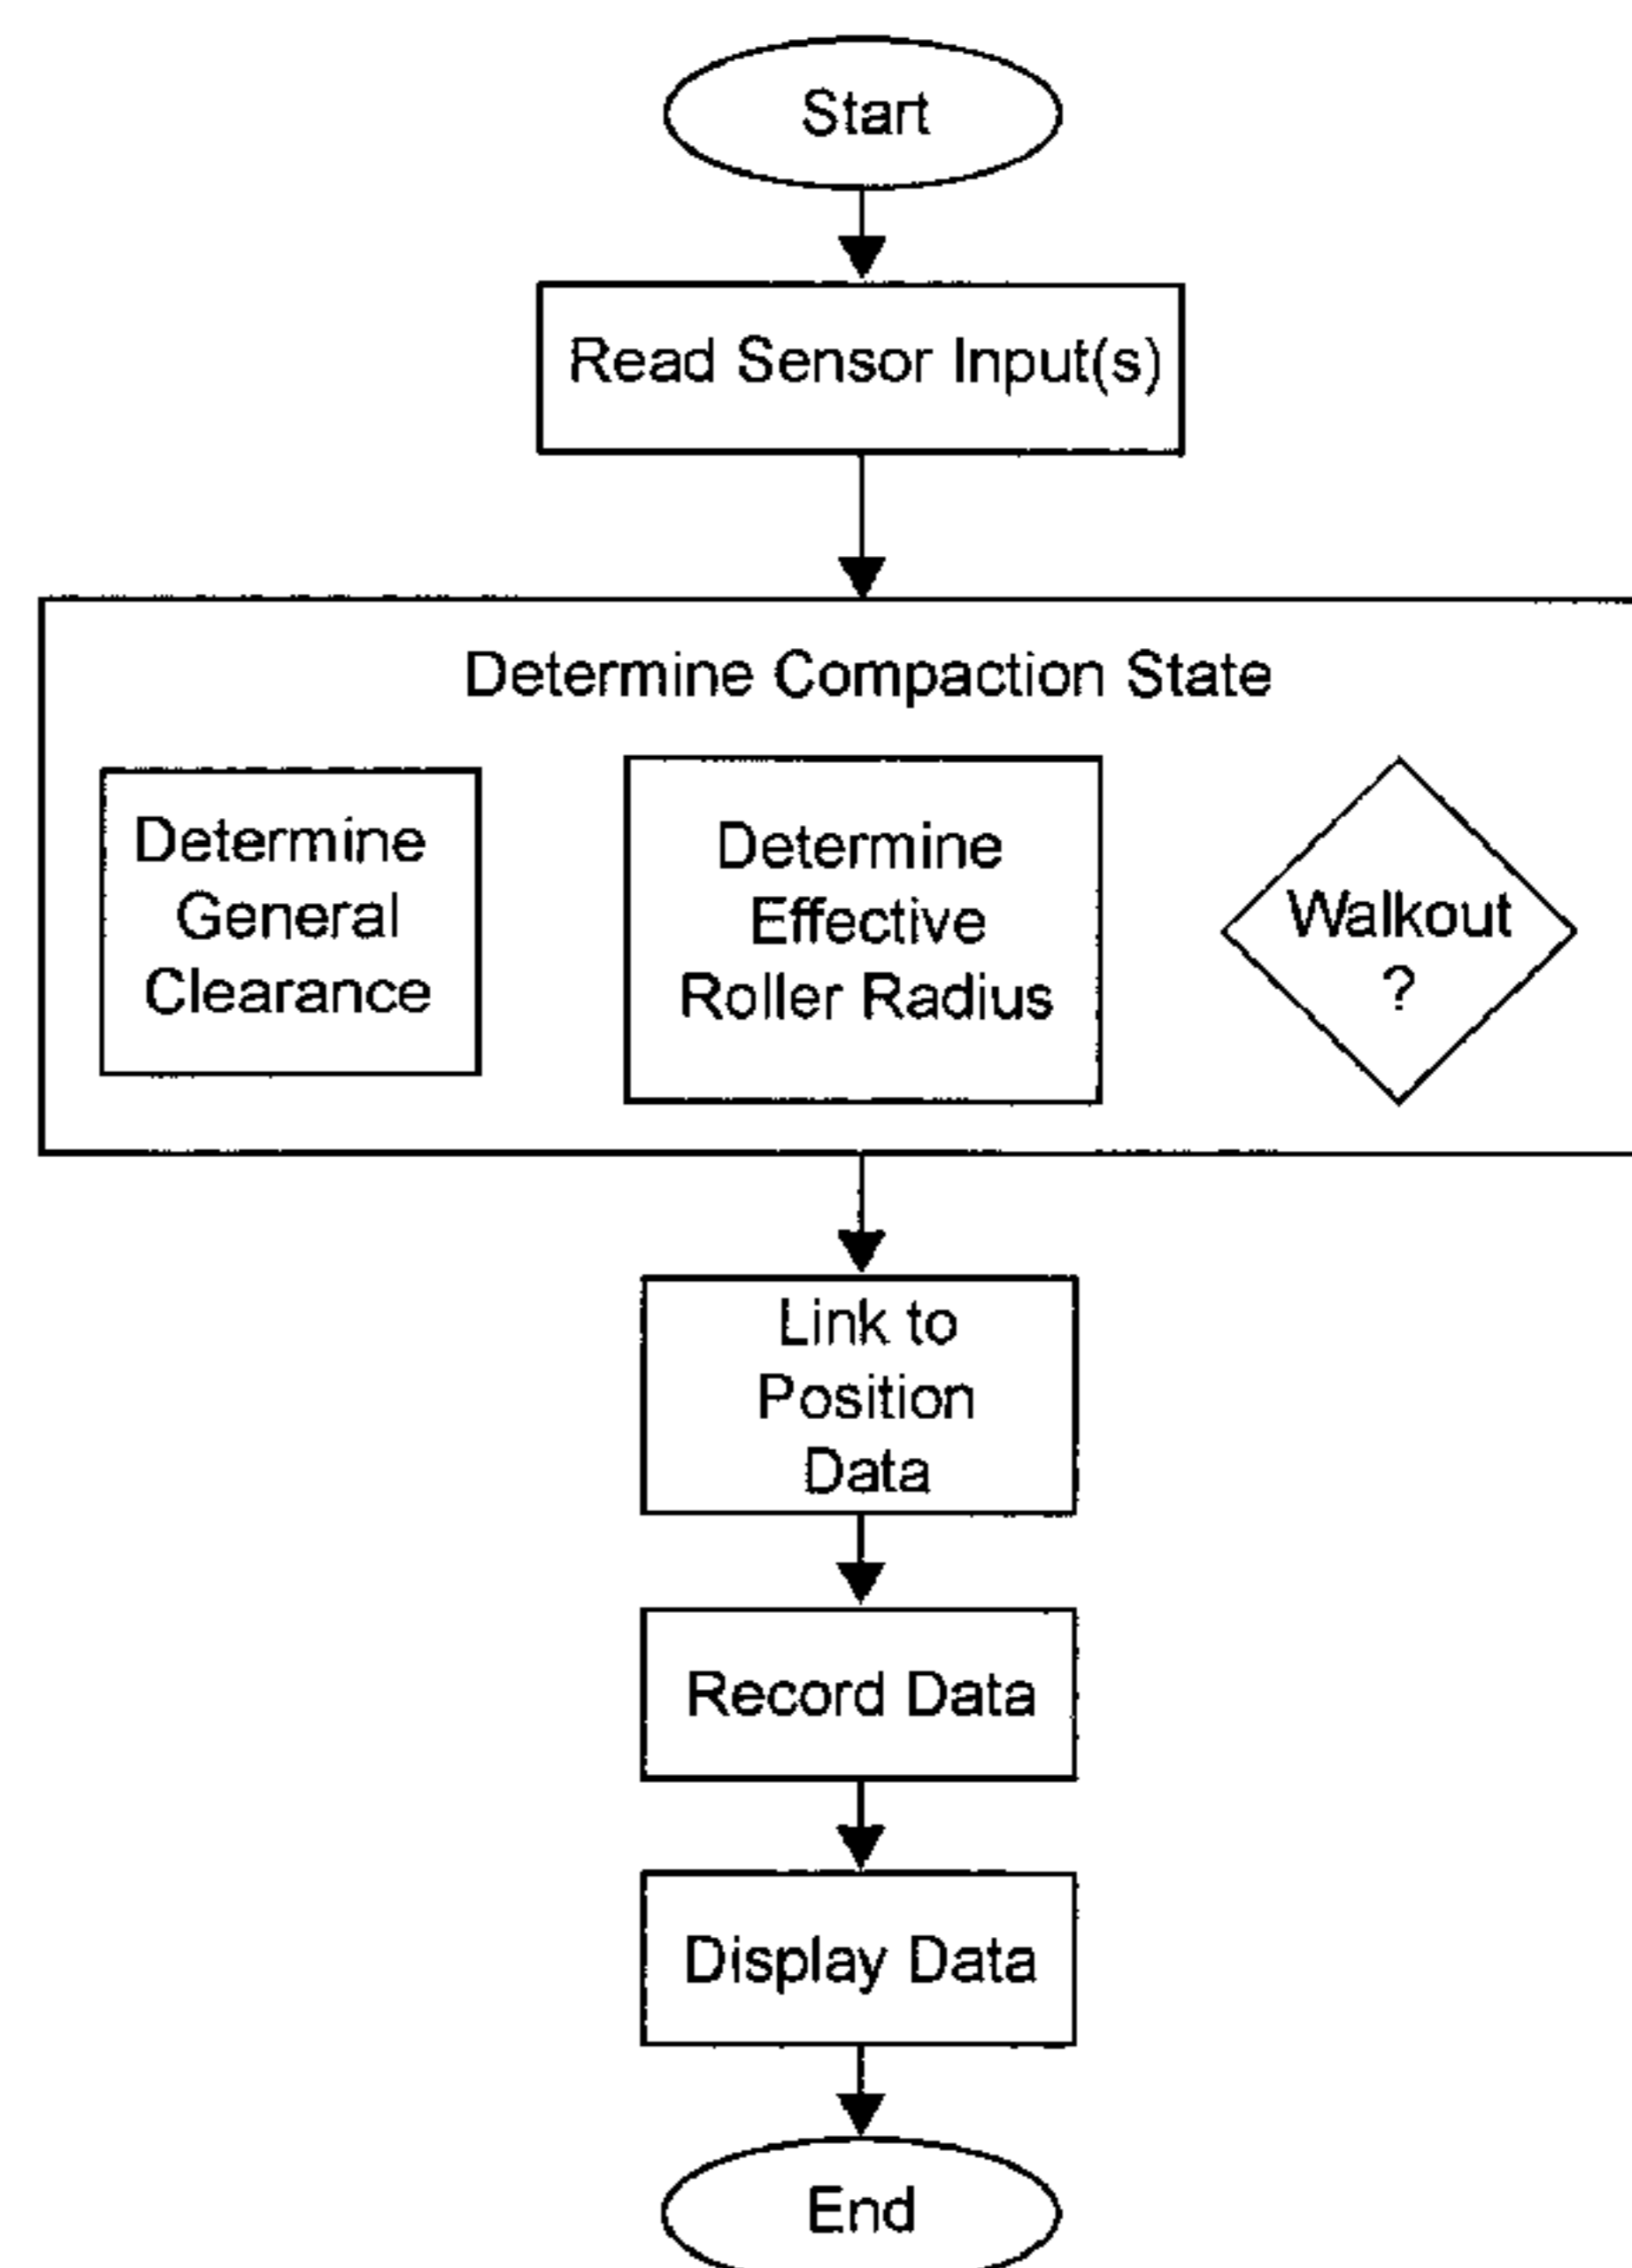 Start
Read Sensor Input(s)
Determine Compaction State
Determine
General
Clearance
Determine
Effective
Roller Radius
Walkout
?
Link to
Position
Data
Record Data
Display Data
End